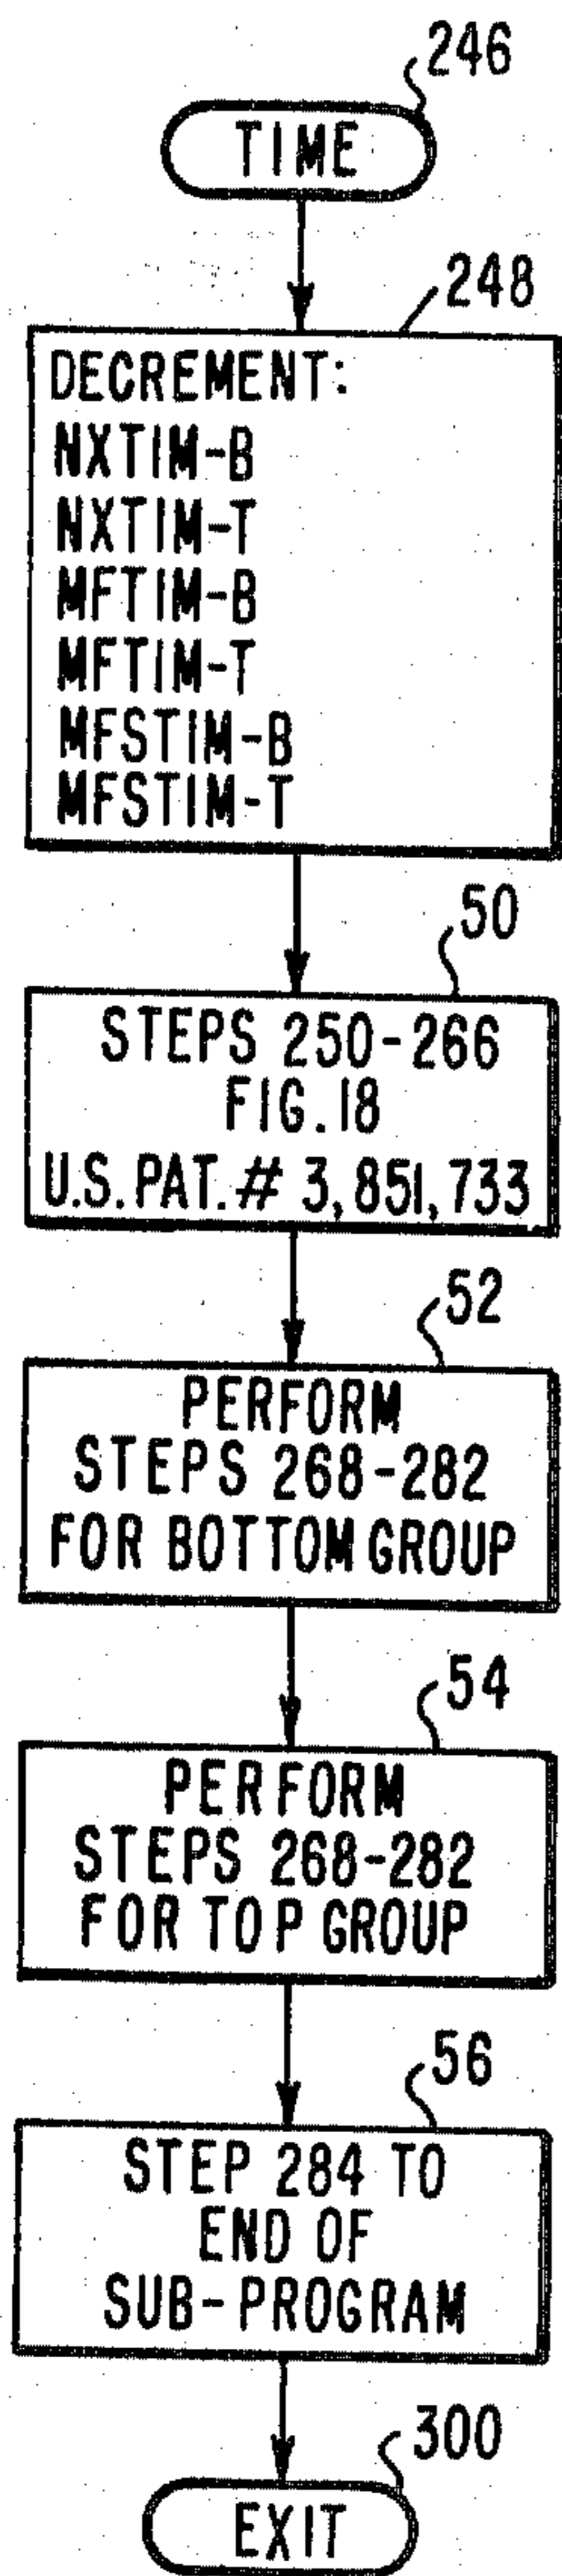 246
TIME
248
DECREMENT:
NXTIM-B
NXTIM-T
MFTIM-B
MFTIM-T
MFSTIM-B
MFSTIM-T
50
STEPS 250-266
FIG. 18
U.S. PAT. # 3,851,733
52
PERFORM
STEPS 268-282
FOR BOTTOM GROUP
54
PERFORM
STEPS 268-282
FOR TOP GROUP
56
STEP 284 TO
END OF
SUB-PROGRAM
300
EXIT